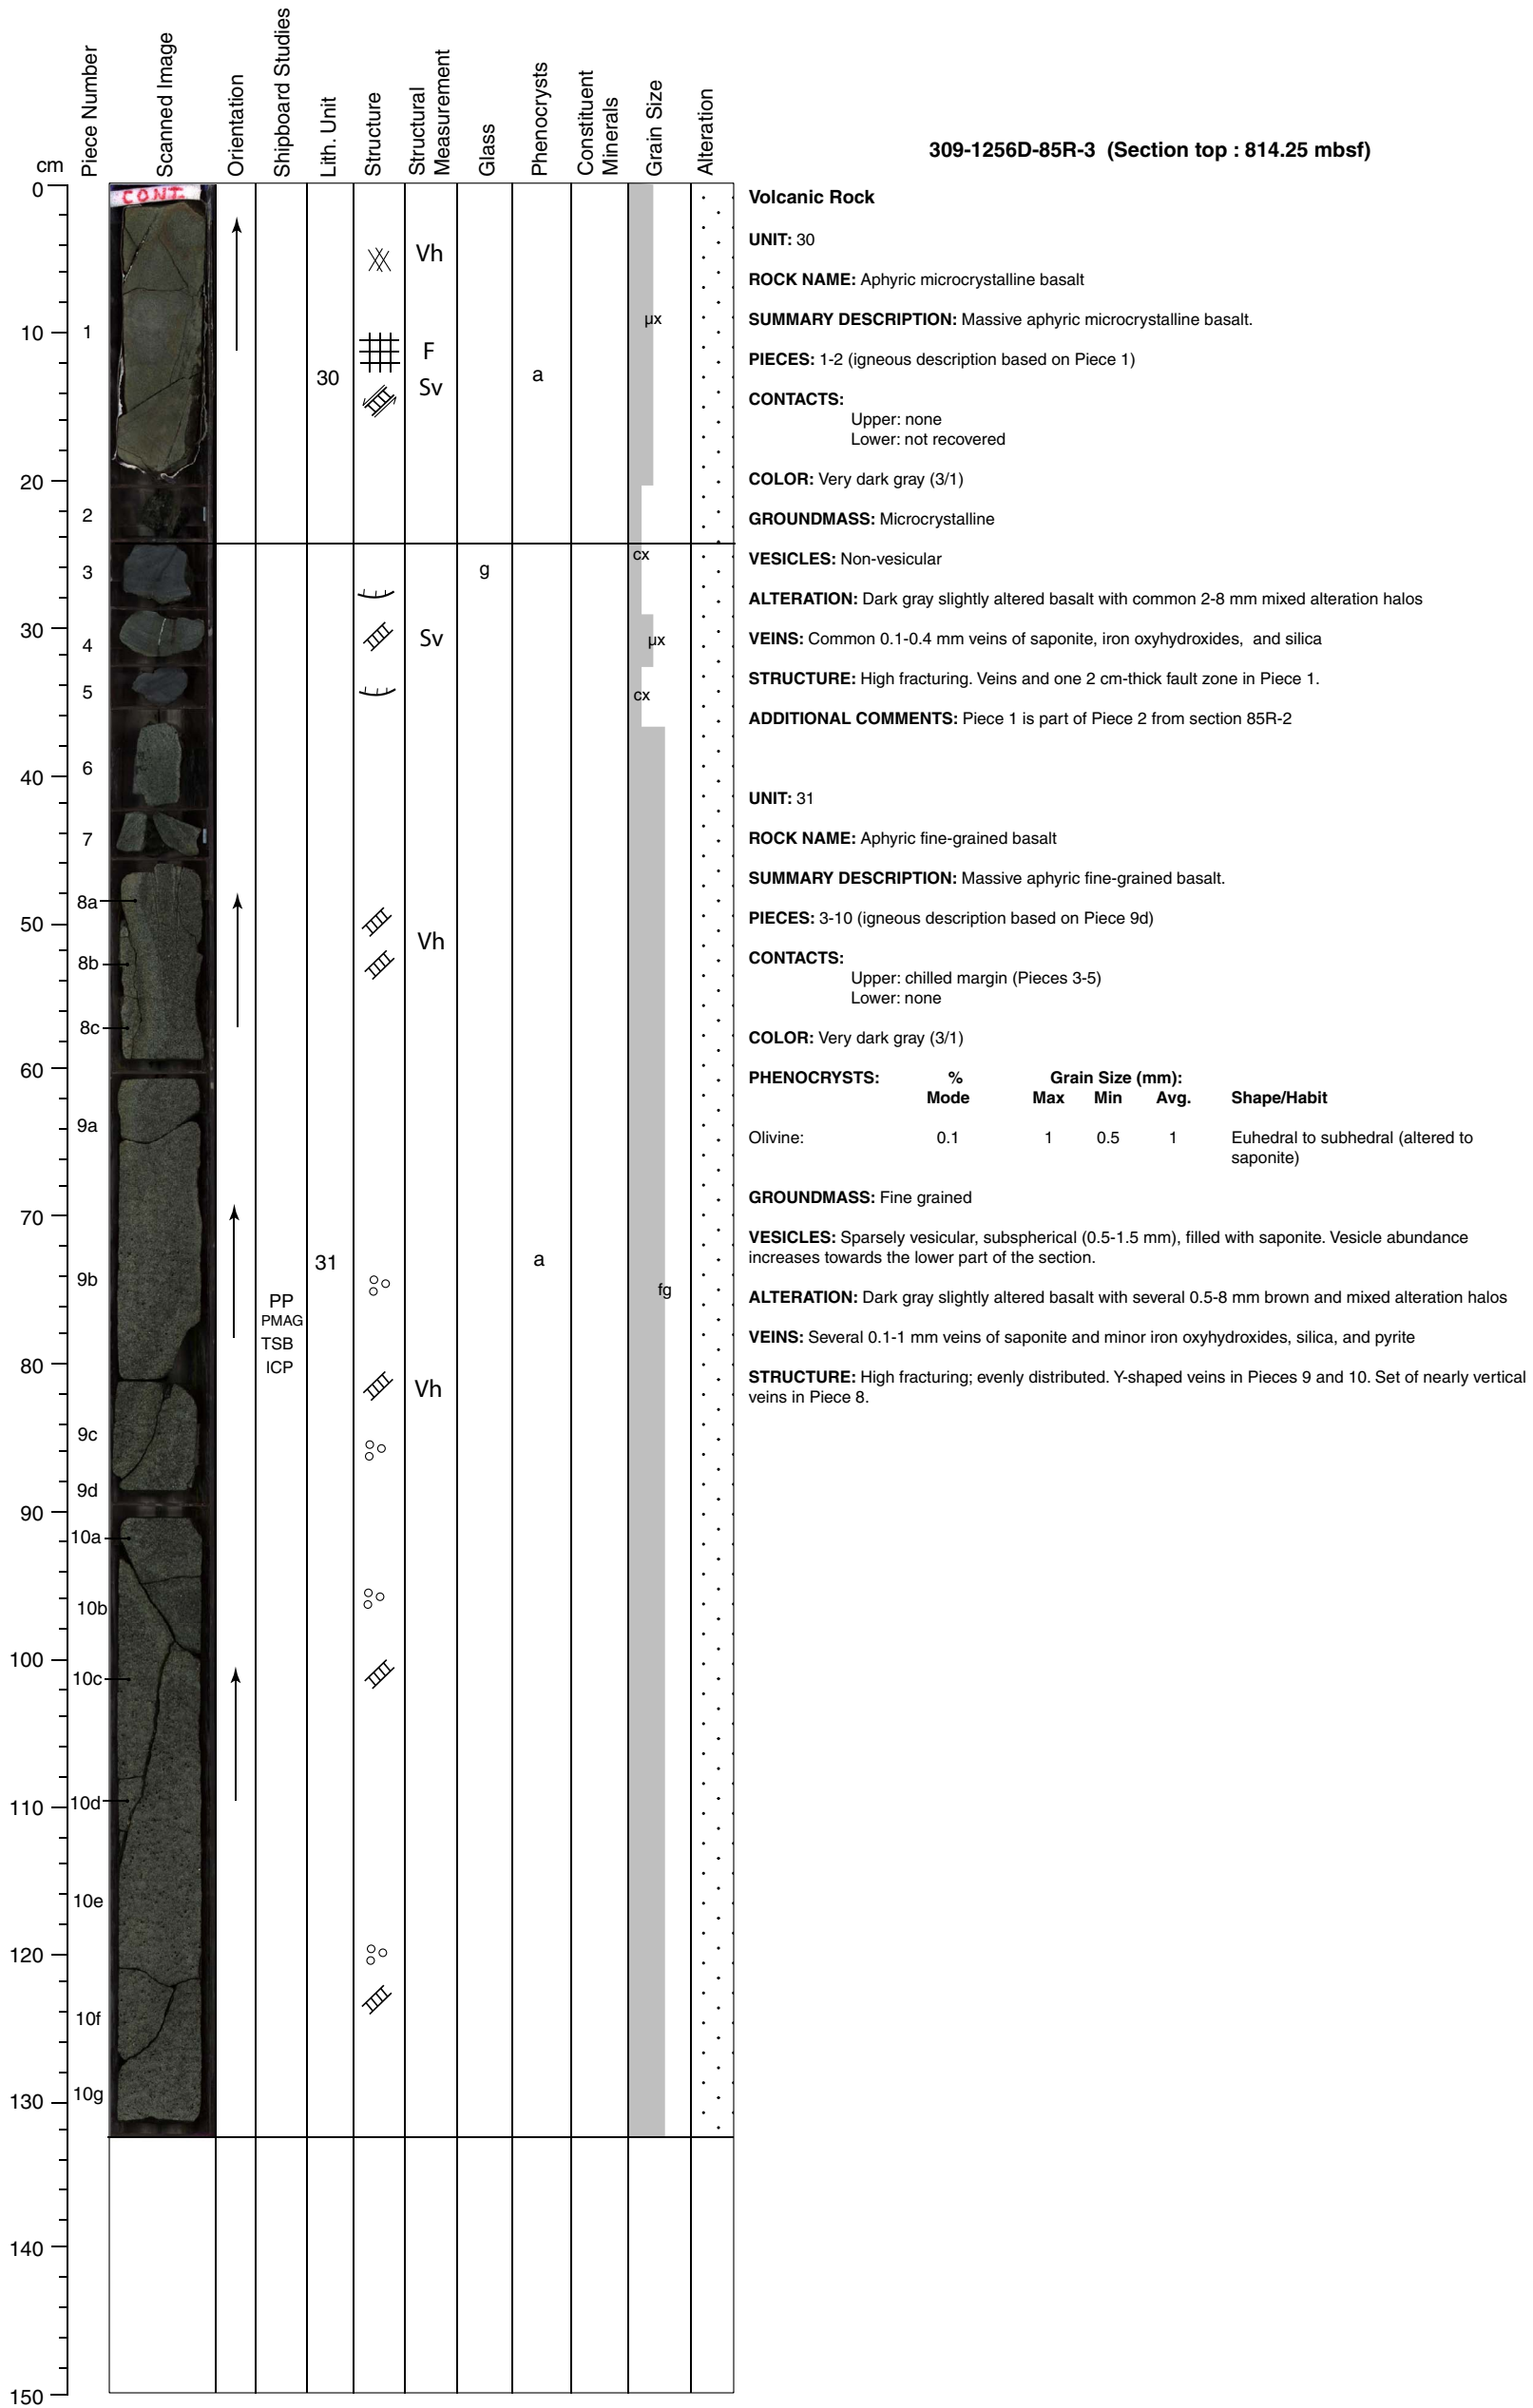 cm
Piece Number
Scanned Image
Orientation
Shipboard Studies
Lith. Unit
Structure
Structural
Measurement
Glass
Phenocrysts
Constituent
Minerals
Grain Size
Alteration
0
10
20
30
40
50
60
70
80
90
100
110
120
130
140
150
1
2
3
4
5
6
7
8a
8b
8c
9a
9b
9c
9d
10a
10b
10c
10d
10e
10f
10g
CONT.
PP
PMAG
TSB
ICP
30
31
Vh
F
Sv
Sv
Vh
Vh
g
a
a
µx
cx
µx
cx
fg
309-1256D-85R-3 (Section top : 814.25 mbsf)
Volcanic Rock
UNIT: 30
ROCK NAME: Aphyric microcrystalline basalt
SUMMARY DESCRIPTION: Massive aphyric microcrystalline basalt.
PIECES: 1-2 (igneous description based on Piece 1)
CONTACTS:
Upper: none
Lower: not recovered
COLOR: Very dark gray (3/1)
GROUNDMASS: Microcrystalline
VESICLES: Non-vesicular
ALTERATION: Dark gray slightly altered basalt with common 2-8 mm mixed alteration halos
VEINS: Common 0.1-0.4 mm veins of saponite, iron oxyhydroxides, and silica
STRUCTURE: High fracturing. Veins and one 2 cm-thick fault zone in Piece 1.
ADDITIONAL COMMENTS: Piece 1 is part of Piece 2 from section 85R-2
UNIT: 31
ROCK NAME: Aphyric fine-grained basalt
SUMMARY DESCRIPTION: Massive aphyric fine-grained basalt.
PIECES: 3-10 (igneous description based on Piece 9d)
CONTACTS:
Upper: chilled margin (Pieces 3-5)
Lower: none
COLOR: Very dark gray (3/1)
PHENOCRYSTS: % Grain Size (mm):
Mode Max Min Avg. Shape/Habit
Olivine: 0.1 1 0.5 1 Euhedral to subhedral (altered to
saponite)
GROUNDMASS: Fine grained
VESICLES: Sparsely vesicular, subspherical (0.5-1.5 mm), filled with saponite. Vesicle abundance
increases towards the lower part of the section.
ALTERATION: Dark gray slightly altered basalt with several 0.5-8 mm brown and mixed alteration halos
VEINS: Several 0.1-1 mm veins of saponite and minor iron oxyhydroxides, silica, and pyrite
STRUCTURE: High fracturing; evenly distributed. Y-shaped veins in Pieces 9 and 10. Set of nearly vertical
veins in Piece 8.